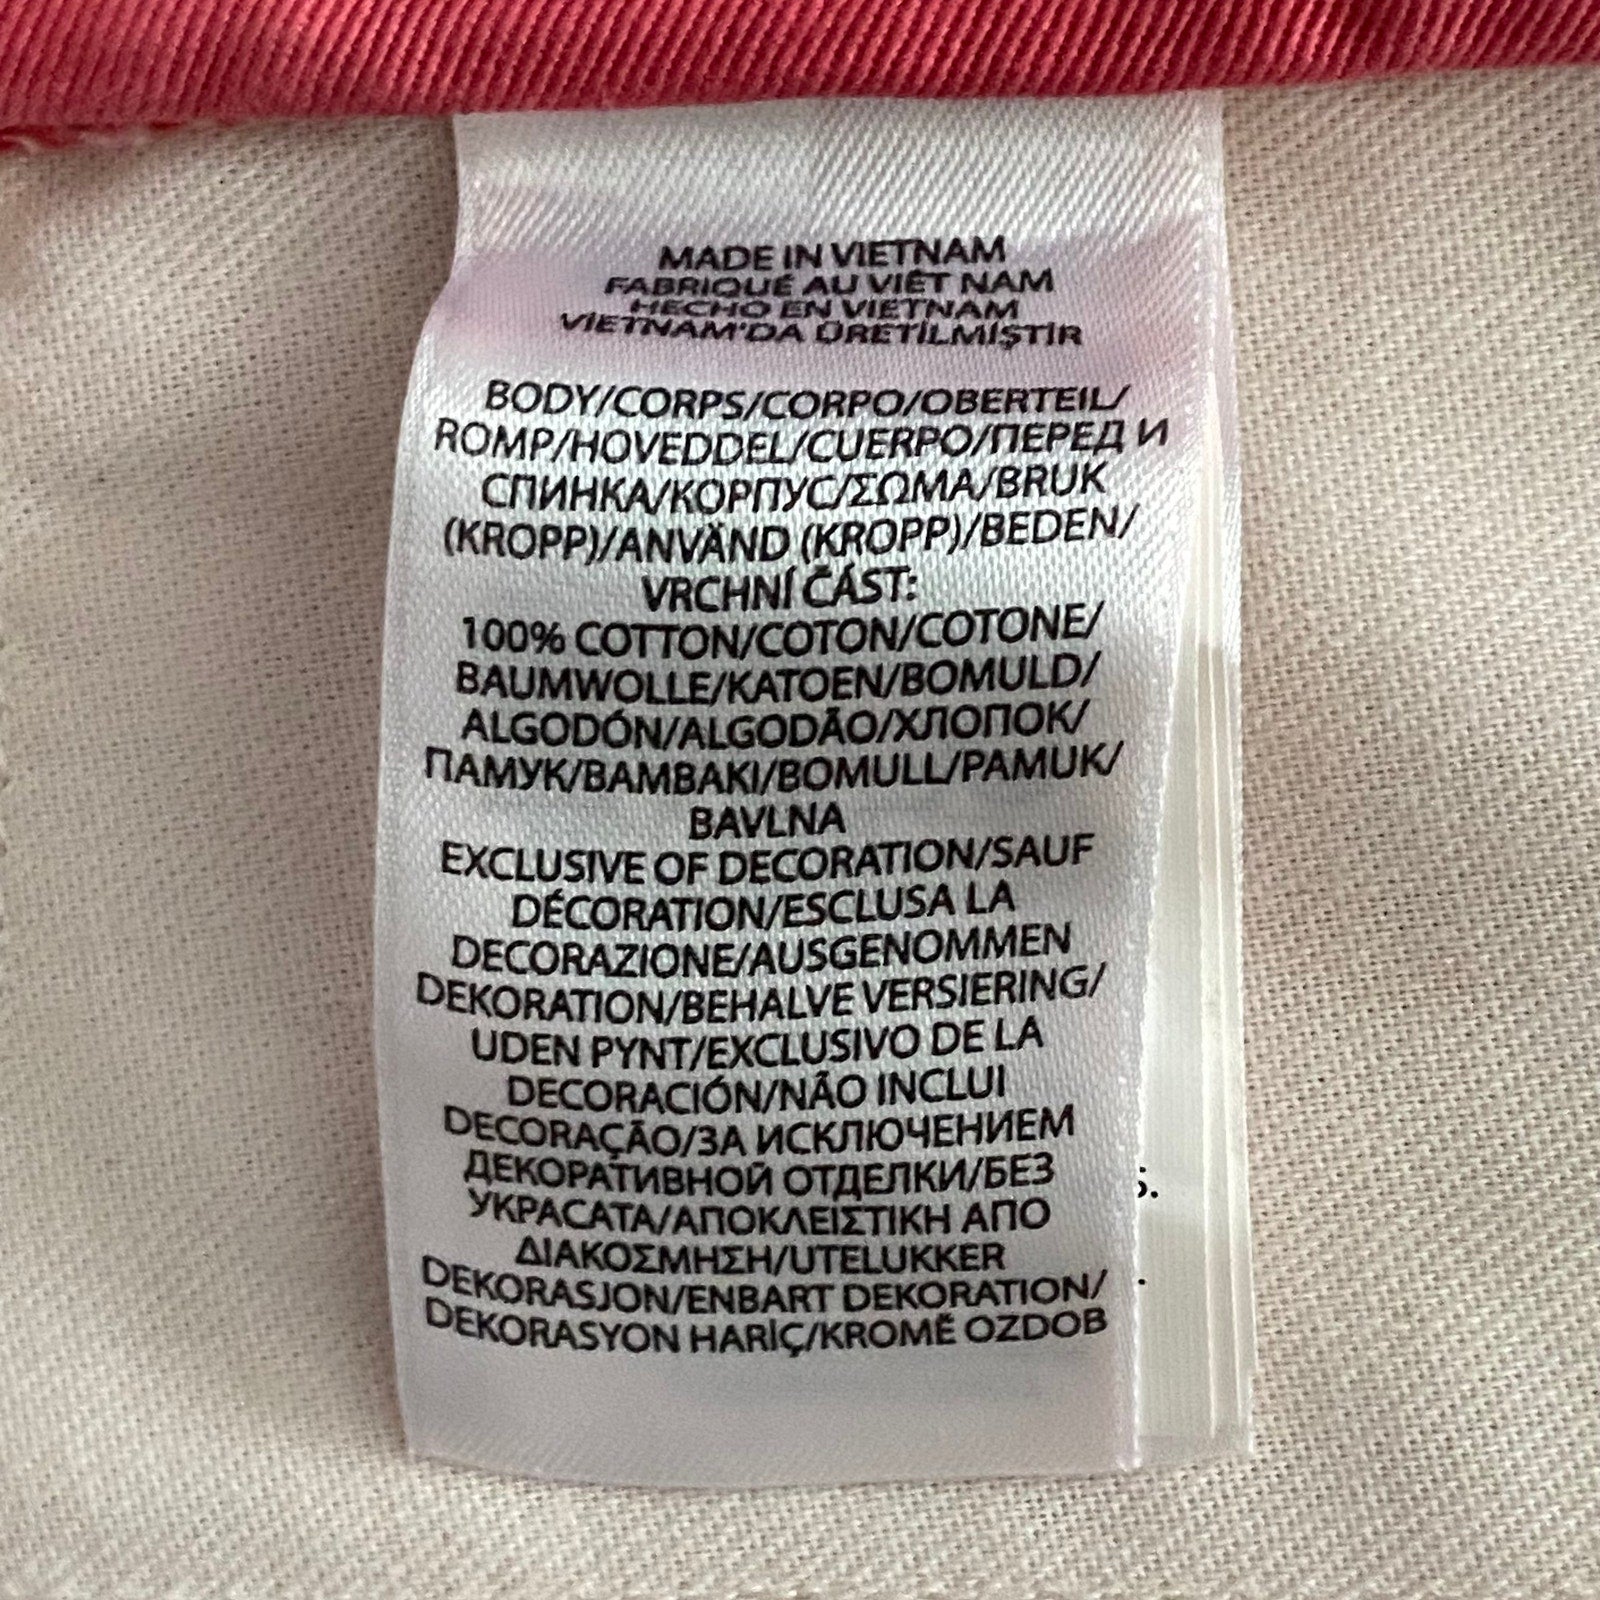 MADE IN VIETNAM
FABRIQUÉ AU VIÊT NAM
HECHO EN VIETNAM
VİETNAM'DA ÜRETİLMİŞTİR
BODY/CORPS/CORPO/OBERTEIL/
ROMP/HOVEDDEL/CUERPO/ПЕРЕД И
СПИНКА/КОРПУС/ΣΩΜΑ/BRUK
(KROPP)/ANVÄND (KROPP)/BEDEN/
VRCHNÍ ČÁST:
100% COTTON/COTON/COTONE/
BAUMWOLLE/KATOEN/BOMULD/
ALGODÓN/ALGODÃO/ХЛОПОК/
ПАМУК/ΒΑΜΒΑΚΙ/BOMULL/PAMUK/
BAVLNA
EXCLUSIVE OF DECORATION/SAUF
DÉCORATION/ESCLUSA LA
DECORAZIONE/AUSGENOMMEN
DEKORATION/BEHALVE VERSIERING/
UDEN PYNT/EXCLUSIVO DE LA
DECORACIÓN/NÃO INCLUI
DECORAÇÃO/ЗА ИСКЛЮЧЕНИЕМ
ДЕКОРАТИВНОЙ ОТДЕЛКИ/БЕЗ
УКРАСАТА/ΑΠΟΚΛΕΙΣΤΙΚΗ ΑΠΟ
ΔΙΑΚΟΣΜΗΣΗ/UTELUKKER
DEKORASJON/ENBART DEKORATION/
DEKORASYON HARİÇ/KROMĚ OZDOB